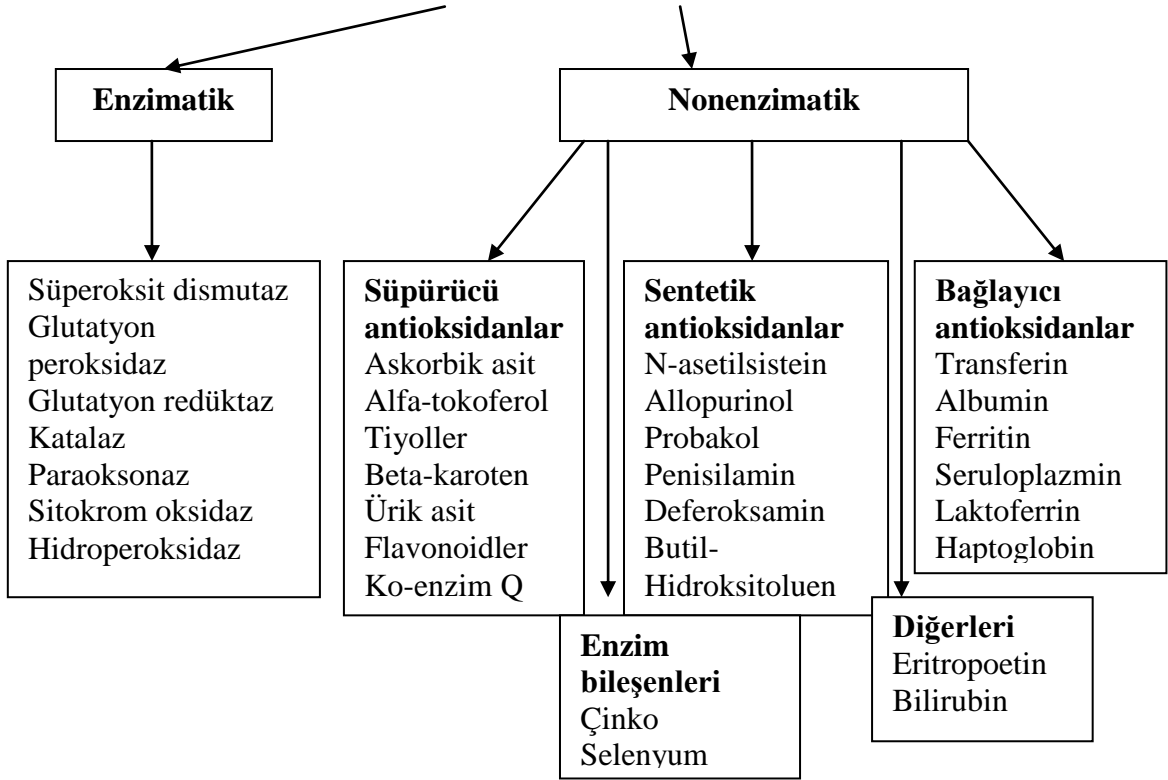 Enzimatik
Nonenzimatik
Süperoksit dismutaz
Glutatyon
peroksidaz
Glutatyon redüktaz
Katalaz
Paraoksonaz
Sitokrom oksidaz
Hidroperoksidaz
Süpürücü
antioksidanlar
Askorbik asit
Alfa-tokoferol
Tiyoller
Beta-karoten
Ürik asit
Flavonoidler
Ko-enzim Q
Sentetik
antioksidanlar
N-asetilsistein
Allopurinol
Probakol
Penisilamin
Deferoksamin
Butil-
Hidroksitoluen
Bağlayıcı
antioksidanlar
Transferin
Albumin
Ferritin
Seruloplazmin
Laktoferrin
Haptoglobin
Enzim
bileşenleri
Çinko
Selenyum
Diğerleri
Eritropoetin
Bilirubin